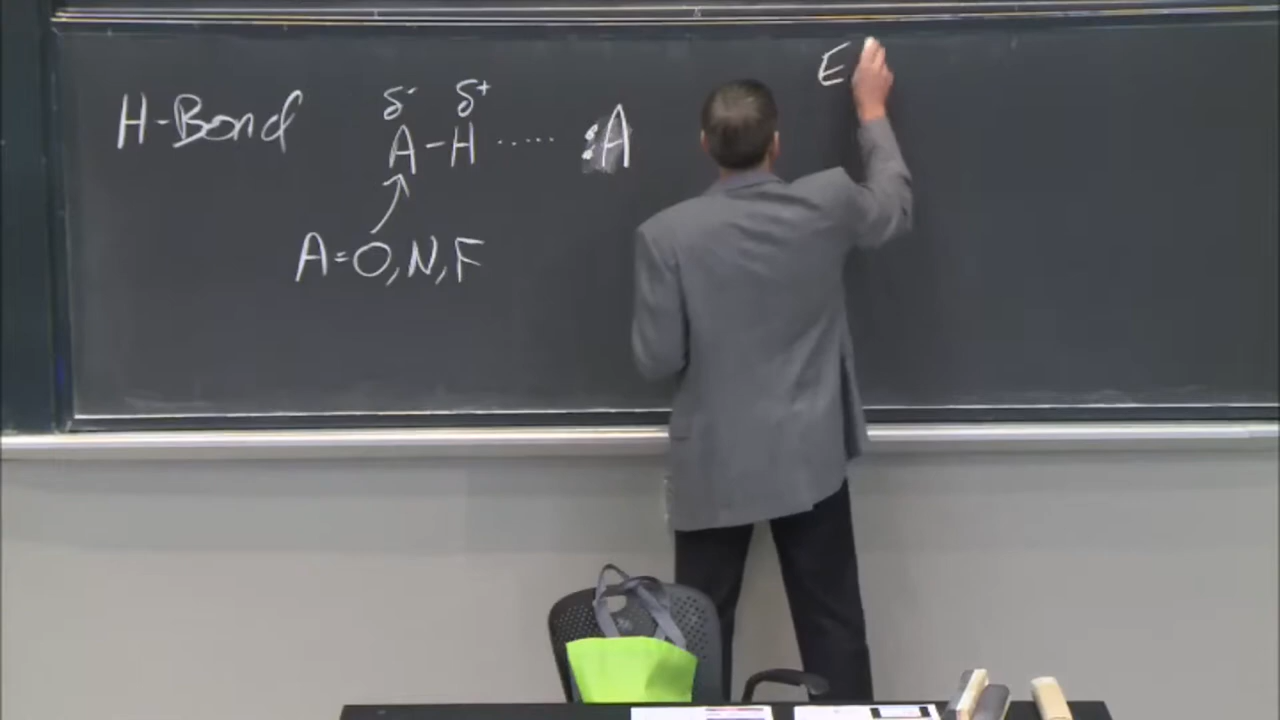 H-Bond
δ- δ+
A-H ····· :A
A=O,N,F
E